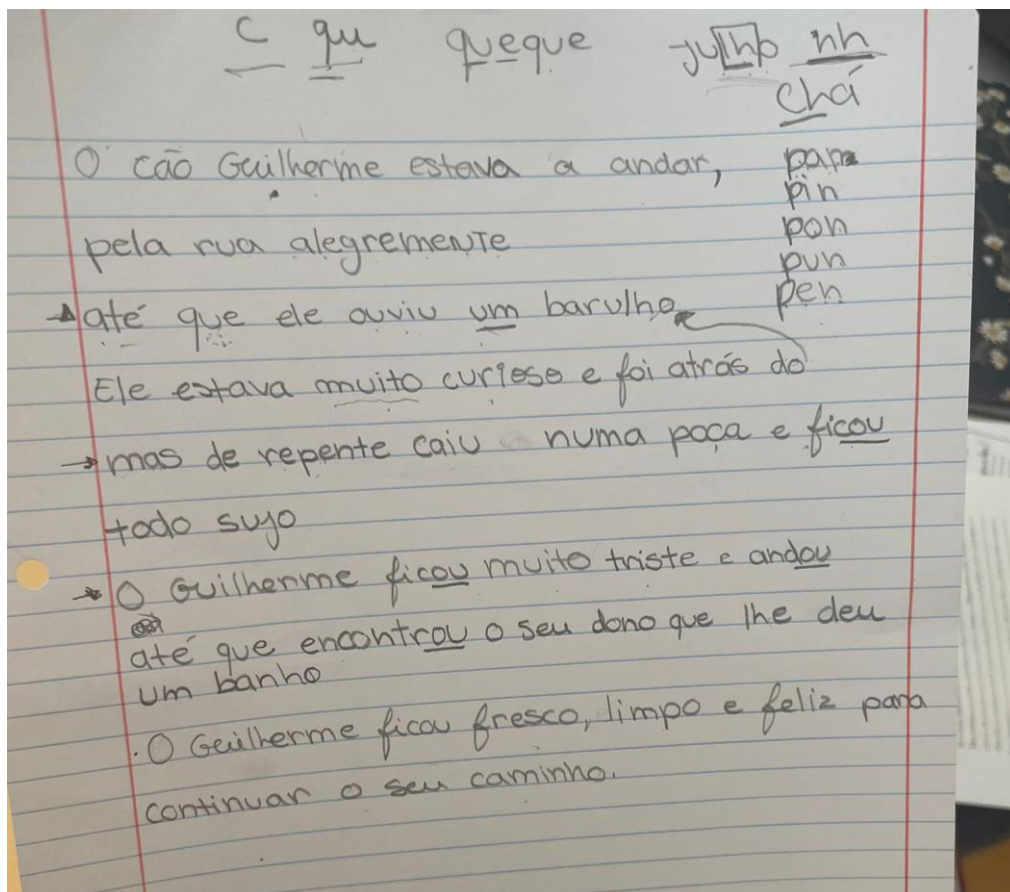 c qu queque julho nh
chá
O cão Guilherme estava a andar,
pela rua alegremente
até que ele ouviu um barulho
Ele estava muito curioso e foi atrás do
mas de repente caiu numa poça e ficou
todo sujo
O Guilherme ficou muito triste e andou
até que encontrou o seu dono que lhe deu
um banho
. O Geuilherme ficou fresco, limpo e feliz para
continuar o seu caminho.
pin
pon
pun
pen